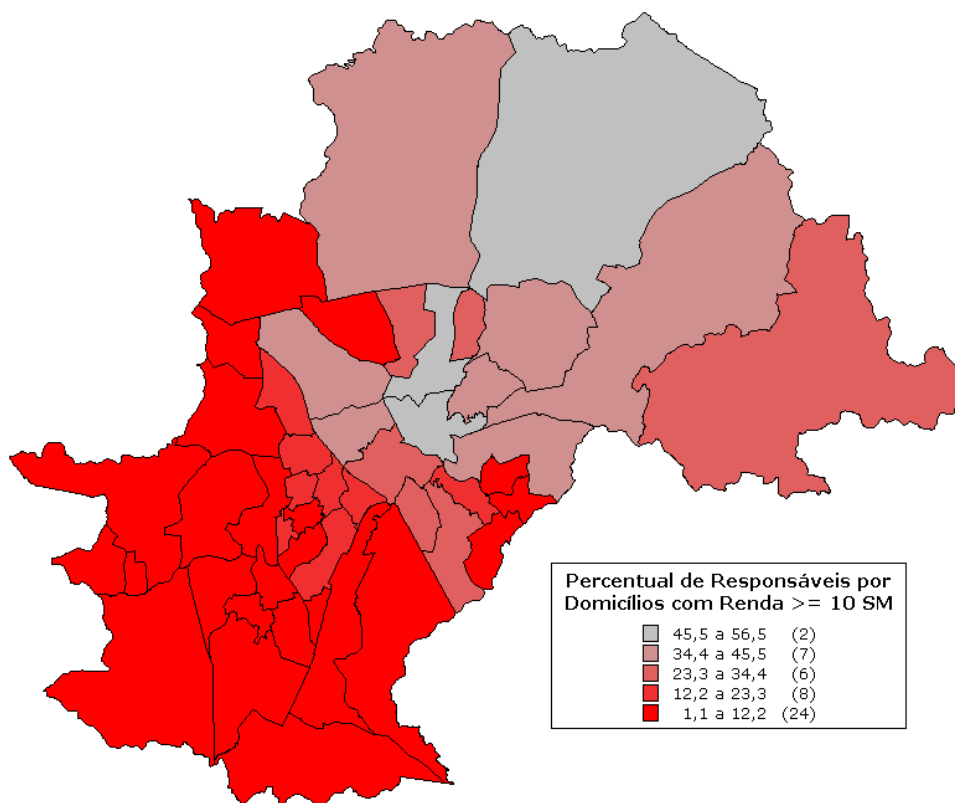 Percentual de Responsáveis por
Domicílios com Renda >= 10 SM
45,5 a 56,5 (2)
34,4 a 45,5 (7)
23,3 a 34,4 (6)
12,2 a 23,3 (8)
1,1 a 12,2 (24)